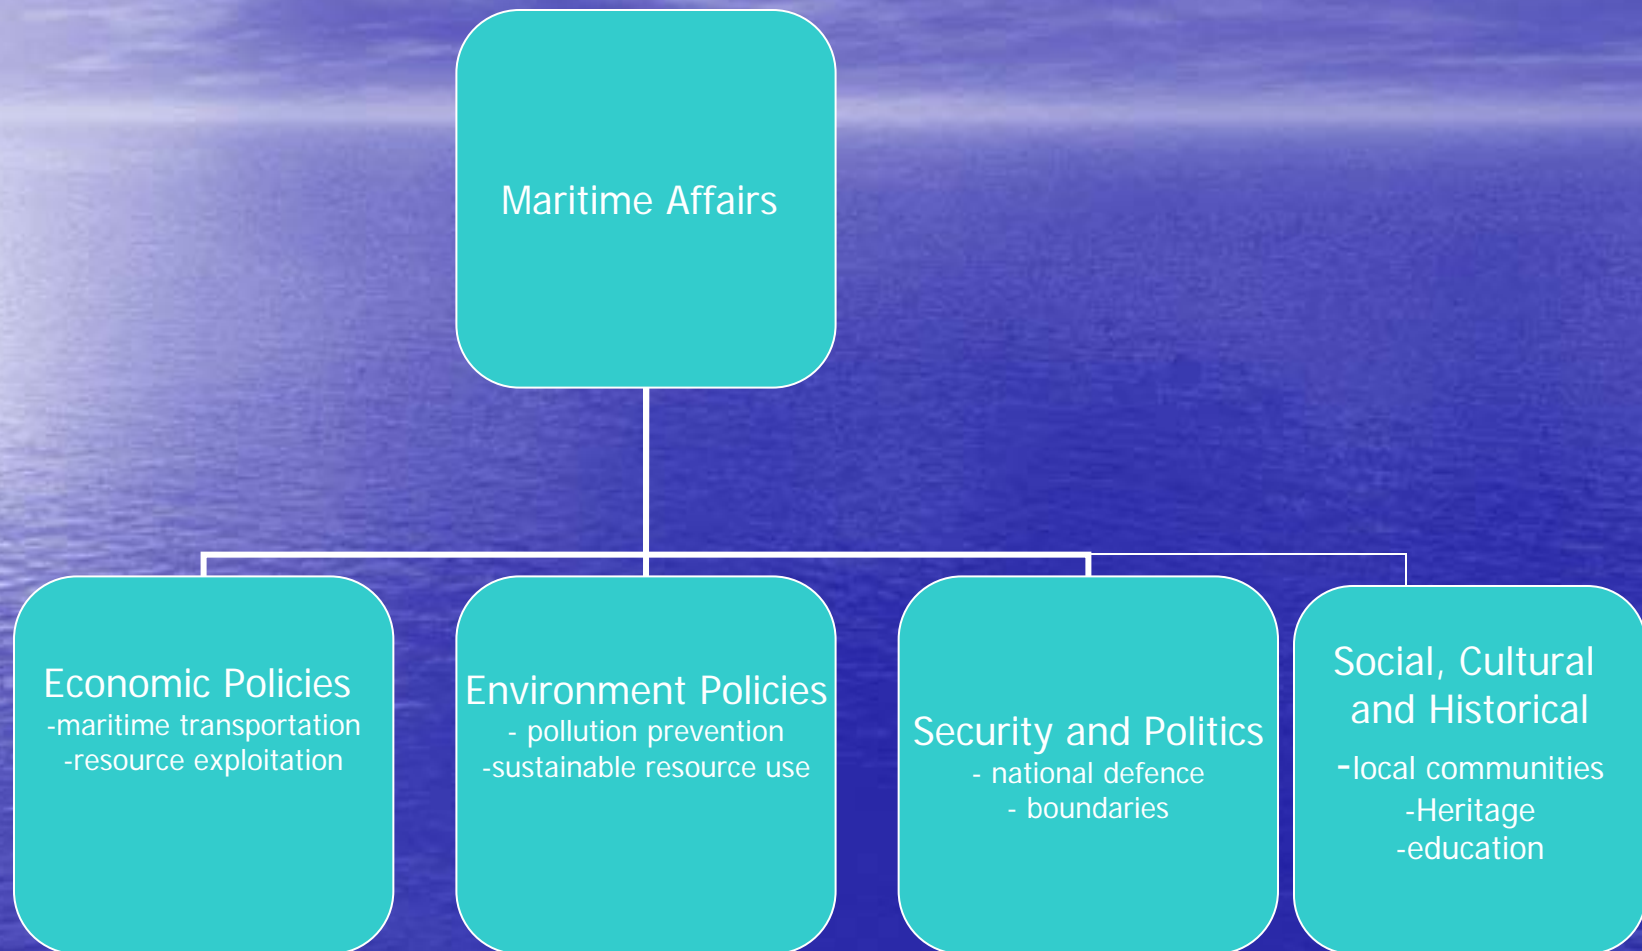 Maritime Affairs
Economic Policies
-maritime transportation
-resource exploitation
Environment Policies
- pollution prevention
-sustainable resource use
Security and Politics
- national defence
- boundaries
Social, Cultural
and Historical
-local communities
-Heritage
-education